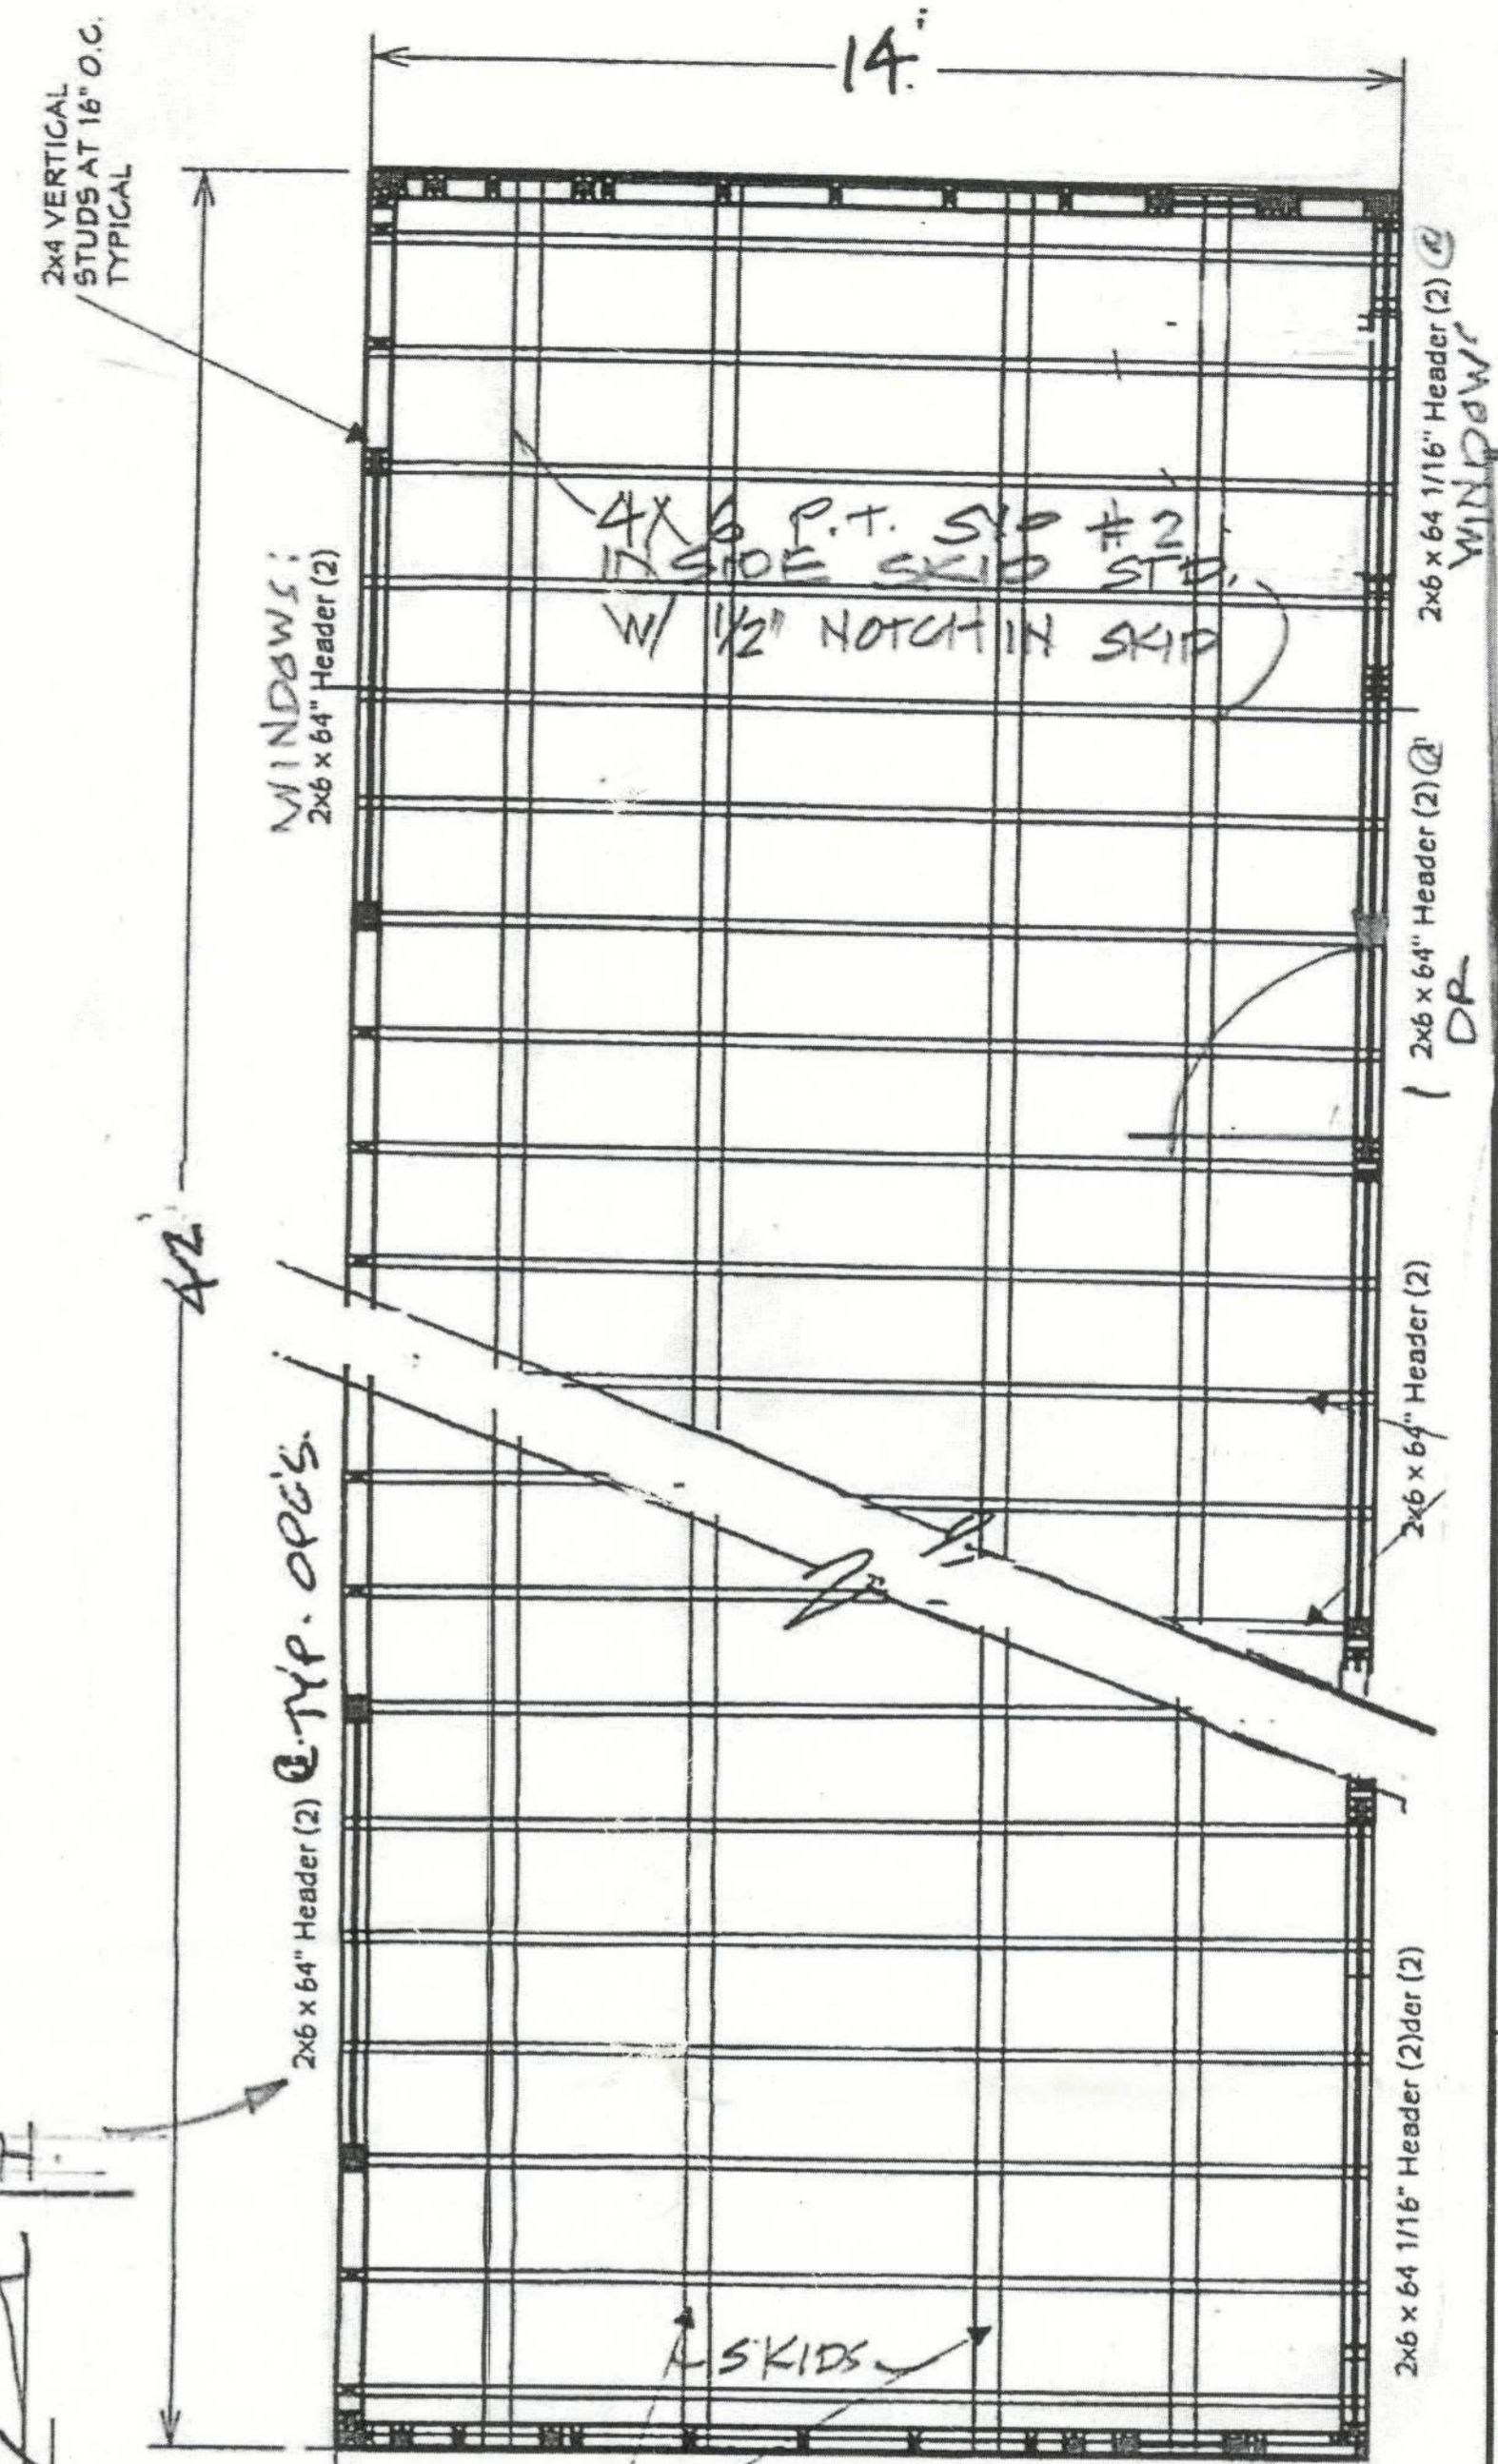 14'
2x4 VERTICAL
STUDS AT 16" O.C.
TYPICAL
42'
WINDOWS:
2x6 x 64" Header (2)
4X6 P.T. SYP #2
INSIDE SKID STD.
W/ 1/2" NOTCH IN SKID
2x6 x 64 1/16" Header (2) @
WINDOW
2x6 x 64" Header (2) @
DR
2x6 x 64" Header (2)
2x6 x 64" Header (2) @ TYP. OPG'S.
SKIDS
2x6 x 64 1/16" Header (2)der (2)